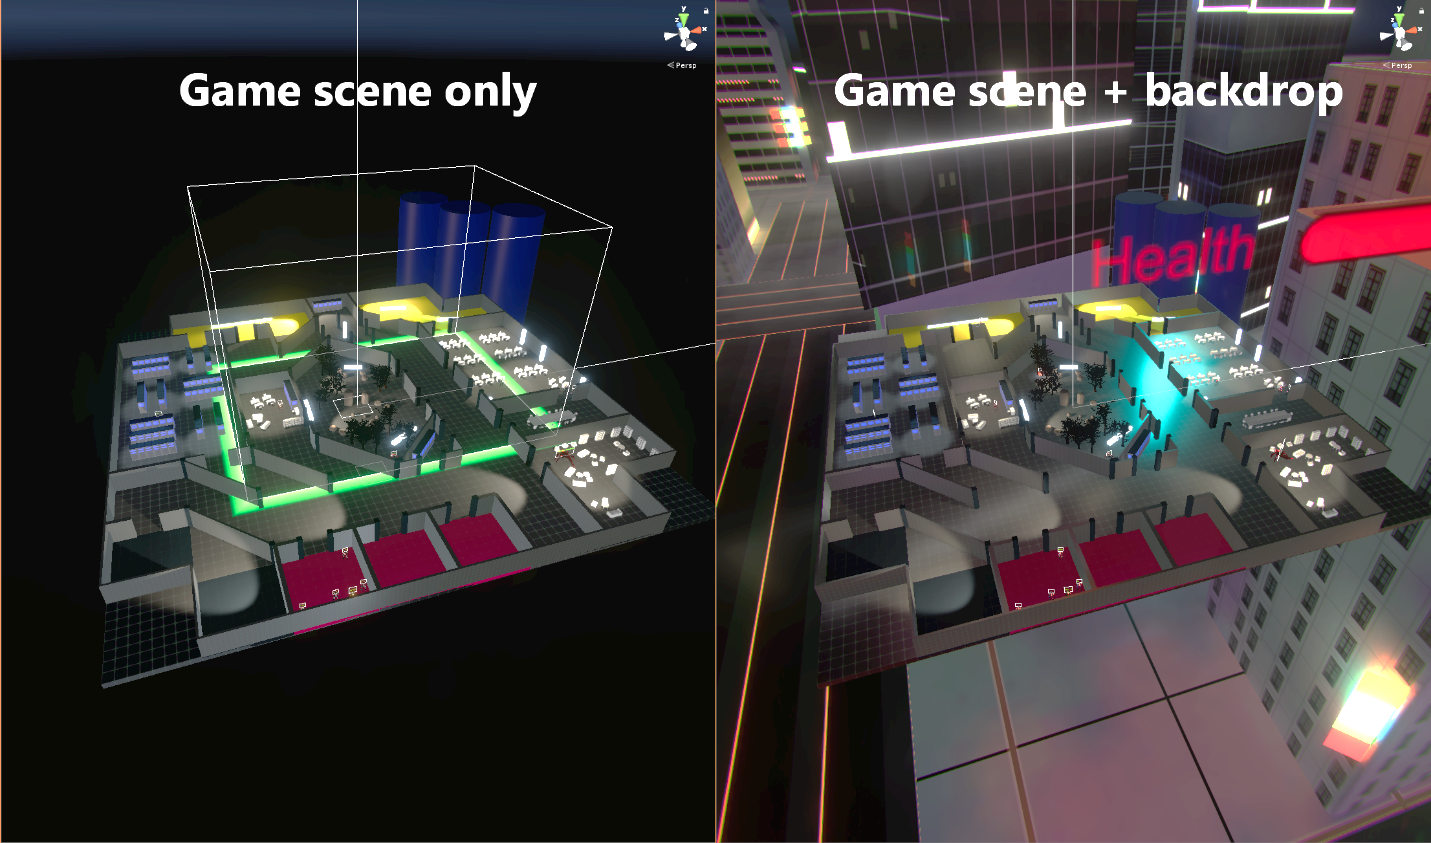 y
z
x
Persp
Game scene only
y
x
Persp
Game scene + backdrop
Health